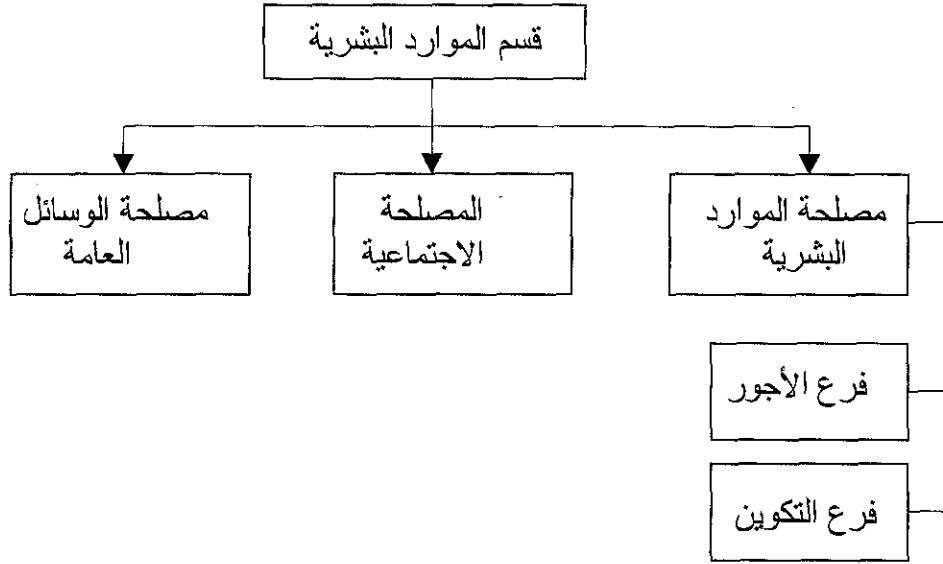 قسم الموارد البشرية
مصلحة الموارد
البشرية
المصلحة
الاجتماعية
مصلحة الوسائل
العامة
فرع الأجور
فرع التكوين